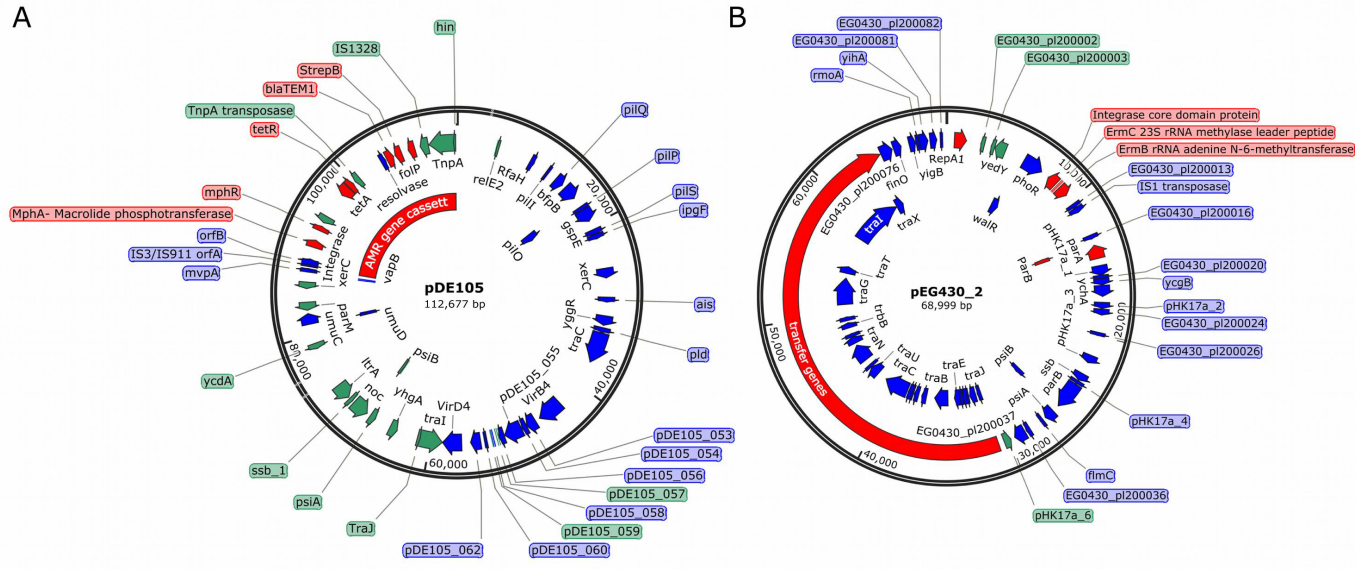 A
hin
IS1328
StrepB
blaTEM1
TnpA transposase
tetR
mphR
MphA- Macrolide phosphotransferase
orfB
IS3/IS911 orfA
mvpA
ycdA
ssb_1
psiA
TraJ
pDE105_062
pDE105_060
pDE105_059
pDE105_058
pDE105_057
pDE105_056
pDE105_054
pDE105_053
pld
ais
ipgF
pilS
pilP
pilQ
TnpA
relE2
RfaH
pilT
bfpB
gspE
pilO
xerC
yggR
traC
pDE105_055
VirB4
VirD4
traI
yhgA
psiB
noc
ltrA
umuC
parM
umuD
xerC
Integrase
vapB
tetA
resolvase
folP
AMR gene cassett
pDE105
112,677 bp
20,000
40,000
60,000
80,000
100,000
B
EG0430_pl200082
EG0430_pl200081
yihA
rmoA
EG0430_pl200002
EG0430_pl200003
Integrase core domain protein
ErmC 23S rRNA methylase leader peptide
ErmB rRNA adenine N-6-methyltransferase
EG0430_pl200013
IS1 transposase
EG0430_pl200016
EG0430_pl200020
ycgB
pHK17a_2
EG0430_pl200024
EG0430_pl200026
pHK17a_4
flmC
EG0430_pl200036
pHK17a_6
RepA1
yigB
finO
EG0430_pl200076
traX
traI
yedY
phoR
walR
parA
ParB
pHK17a_1
ychA
pHK17a_3
ssb
parB
psiA
psiB
EG0430_pl200037
traJ
traE
traB
traC
traU
traN
trbB
traG
traT
transfer genes
pEG430_2
68,999 bp
10,000
20,000
30,000
40,000
50,000
60,000